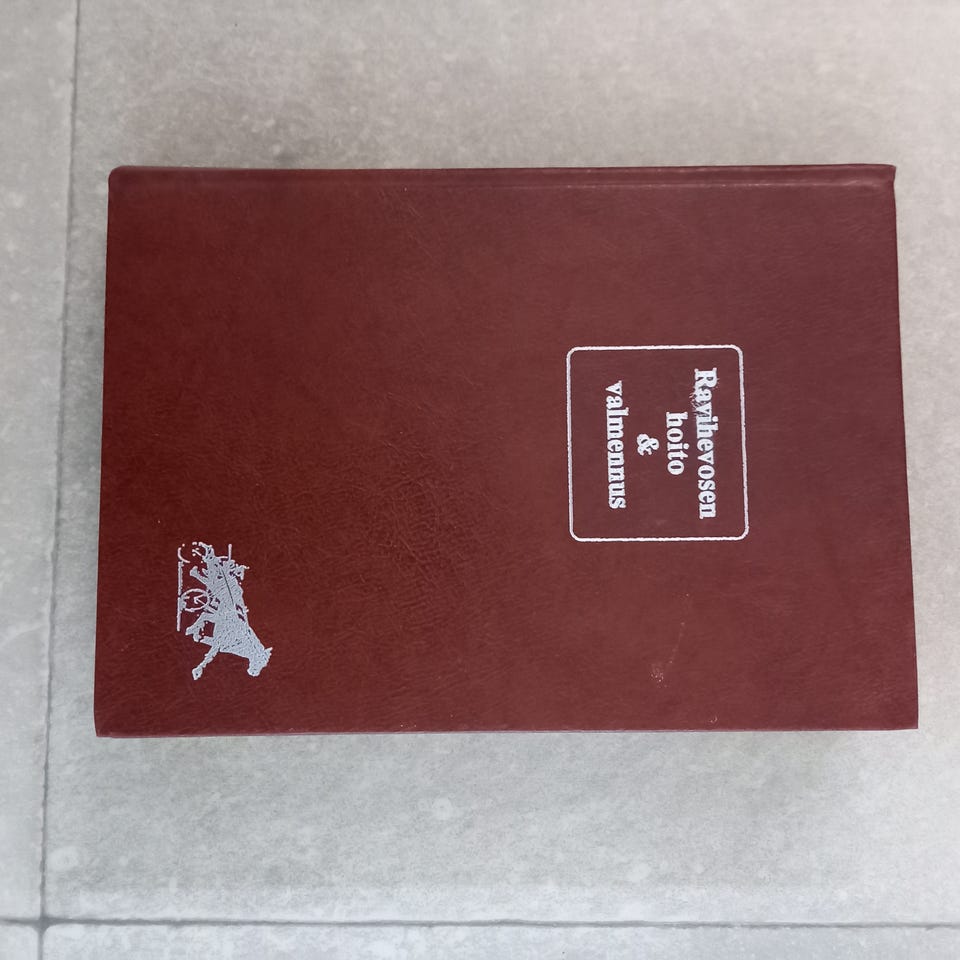 Ravihevosen
hoito
&
valmennus